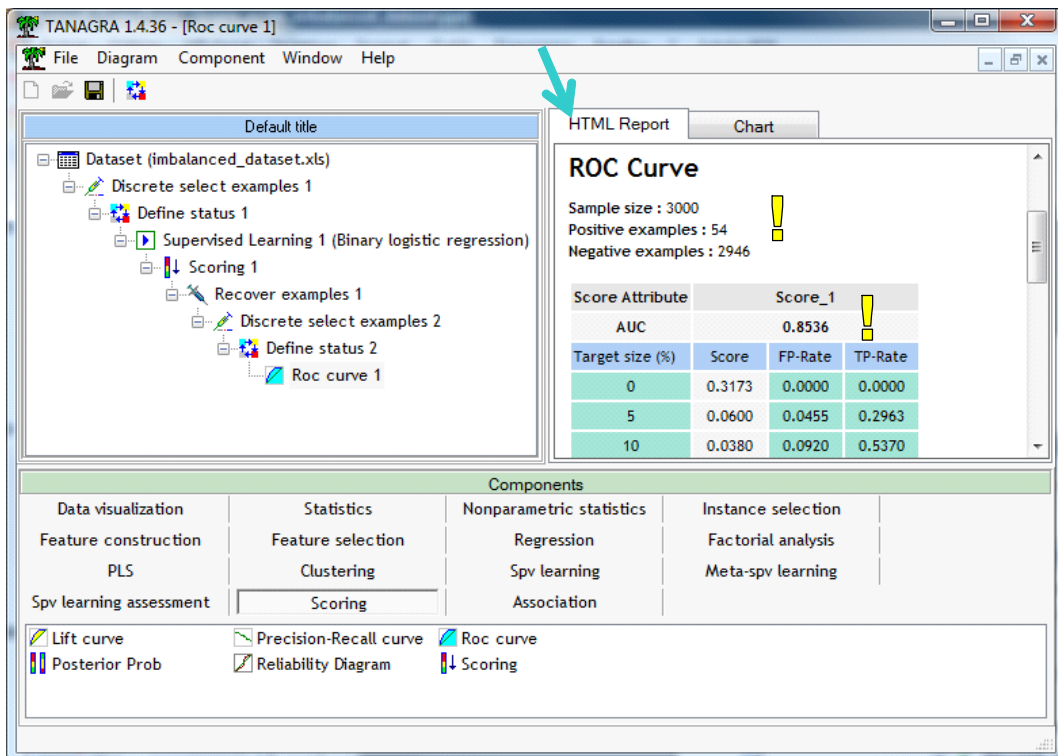 TANAGRA 1.4.36 - [Roc curve 1]
File Diagram Component Window Help
Default title
Dataset (imbalanced_dataset.xls)
Discrete select examples 1
Define status 1
Supervised Learning 1 (Binary logistic regression)
Scoring 1
Recover examples 1
Discrete select examples 2
Define status 2
Roc curve 1
HTML Report Chart
ROC Curve
Sample size : 3000
Positive examples : 54
Negative examples : 2946
Score Attribute Score_1
AUC 0.8536
Target size (%) Score FP-Rate TP-Rate
0 0.3173 0.0000 0.0000
5 0.0600 0.0455 0.2963
10 0.0380 0.0920 0.5370
Components
Data visualization Statistics Nonparametric statistics Instance selection
Feature construction Feature selection Regression Factorial analysis
PLS Clustering Spv learning Meta-spv learning
Spv learning assessment Scoring Association
Lift curve Precision-Recall curve Roc curve
Posterior Prob Reliability Diagram Scoring